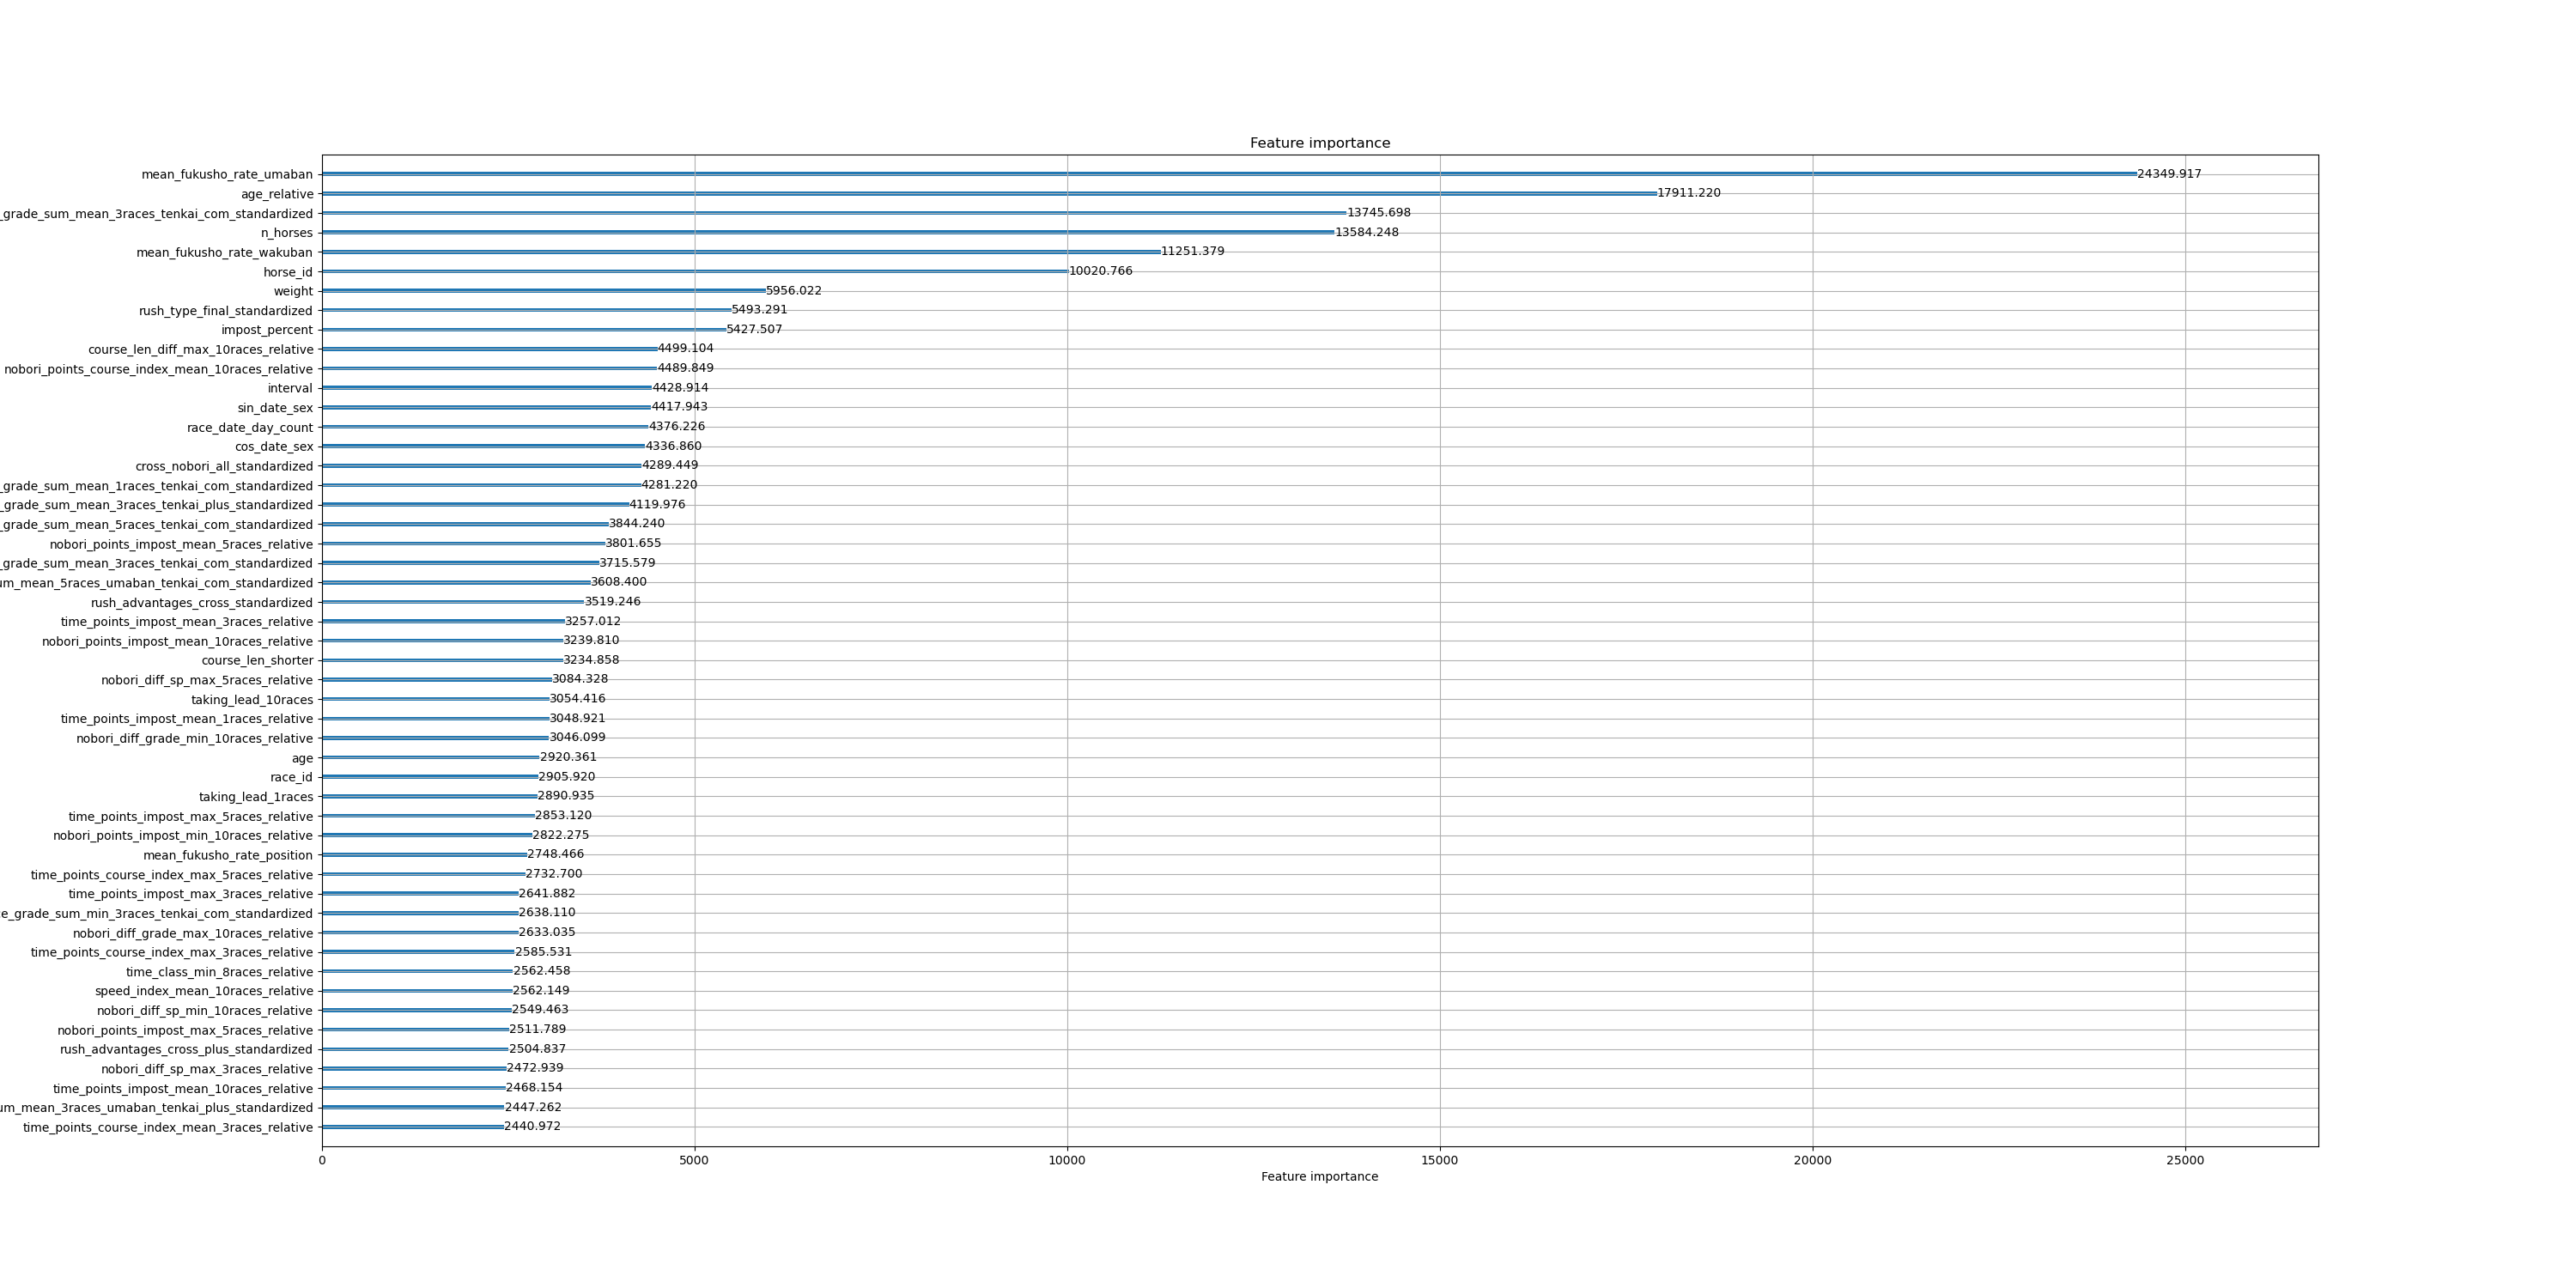 Feature importance
mean_fukusho_rate_umaban 24349.917
age_relative 17911.220
_grade_sum_mean_3races_tenkai_com_standardized 13745.698
n_horses 13584.248
mean_fukusho_rate_wakuban 11251.379
horse_id 10020.766
weight 5956.022
rush_type_final_standardized 5493.291
impost_percent 5427.507
course_len_diff_max_10races_relative 4499.104
nobori_points_course_index_mean_10races_relative 4489.849
interval 4428.914
sin_date_sex 4417.943
race_date_day_count 4376.226
cos_date_sex 4336.860
cross_nobori_all_standardized 4289.449
_grade_sum_mean_1races_tenkai_com_standardized 4281.220
_grade_sum_mean_3races_tenkai_plus_standardized 4119.976
_grade_sum_mean_5races_tenkai_com_standardized 3844.240
nobori_points_impost_mean_5races_relative 3801.655
_grade_sum_mean_3races_tenkai_com_standardized 3715.579
um_mean_5races_umaban_tenkai_com_standardized 3608.400
rush_advantages_cross_standardized 3519.246
time_points_impost_mean_3races_relative 3257.012
nobori_points_impost_mean_10races_relative 3239.810
course_len_shorter 3234.858
nobori_diff_sp_max_5races_relative 3084.328
taking_lead_10races 3054.416
time_points_impost_mean_1races_relative 3048.921
nobori_diff_grade_min_10races_relative 3046.099
age 2920.361
race_id 2905.920
taking_lead_1races 2890.935
time_points_impost_max_5races_relative 2853.120
nobori_points_impost_min_10races_relative 2822.275
mean_fukusho_rate_position 2748.466
time_points_course_index_max_5races_relative 2732.700
time_points_impost_max_3races_relative 2641.882
e_grade_sum_min_3races_tenkai_com_standardized 2638.110
nobori_diff_grade_max_10races_relative 2633.035
time_points_course_index_max_3races_relative 2585.531
time_class_min_8races_relative 2562.458
speed_index_mean_10races_relative 2562.149
nobori_diff_sp_min_10races_relative 2549.463
nobori_points_impost_max_5races_relative 2511.789
rush_advantages_cross_plus_standardized 2504.837
nobori_diff_sp_max_3races_relative 2472.939
time_points_impost_mean_10races_relative 2468.154
um_mean_3races_umaban_tenkai_plus_standardized 2447.262
time_points_course_index_mean_3races_relative 2440.972
0 5000 10000 15000 20000 25000
Feature importance